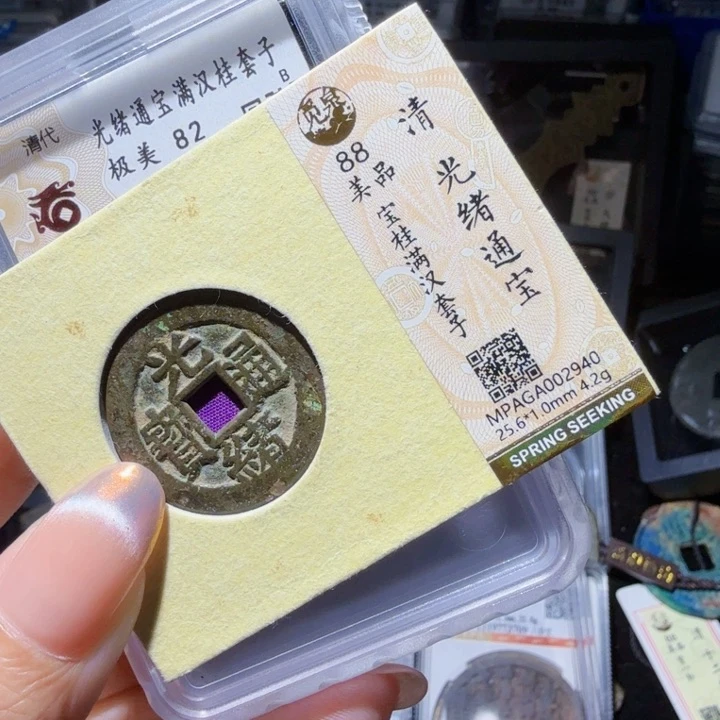 清代
光绪通宝满汉桂套子
极美 82
B
觅泉
清 光绪通宝
88
美品 宝桂满汉套子
MPAGA002940
25.6*1.0mm 4.2g
SPRING SEEKING
光緒通寶